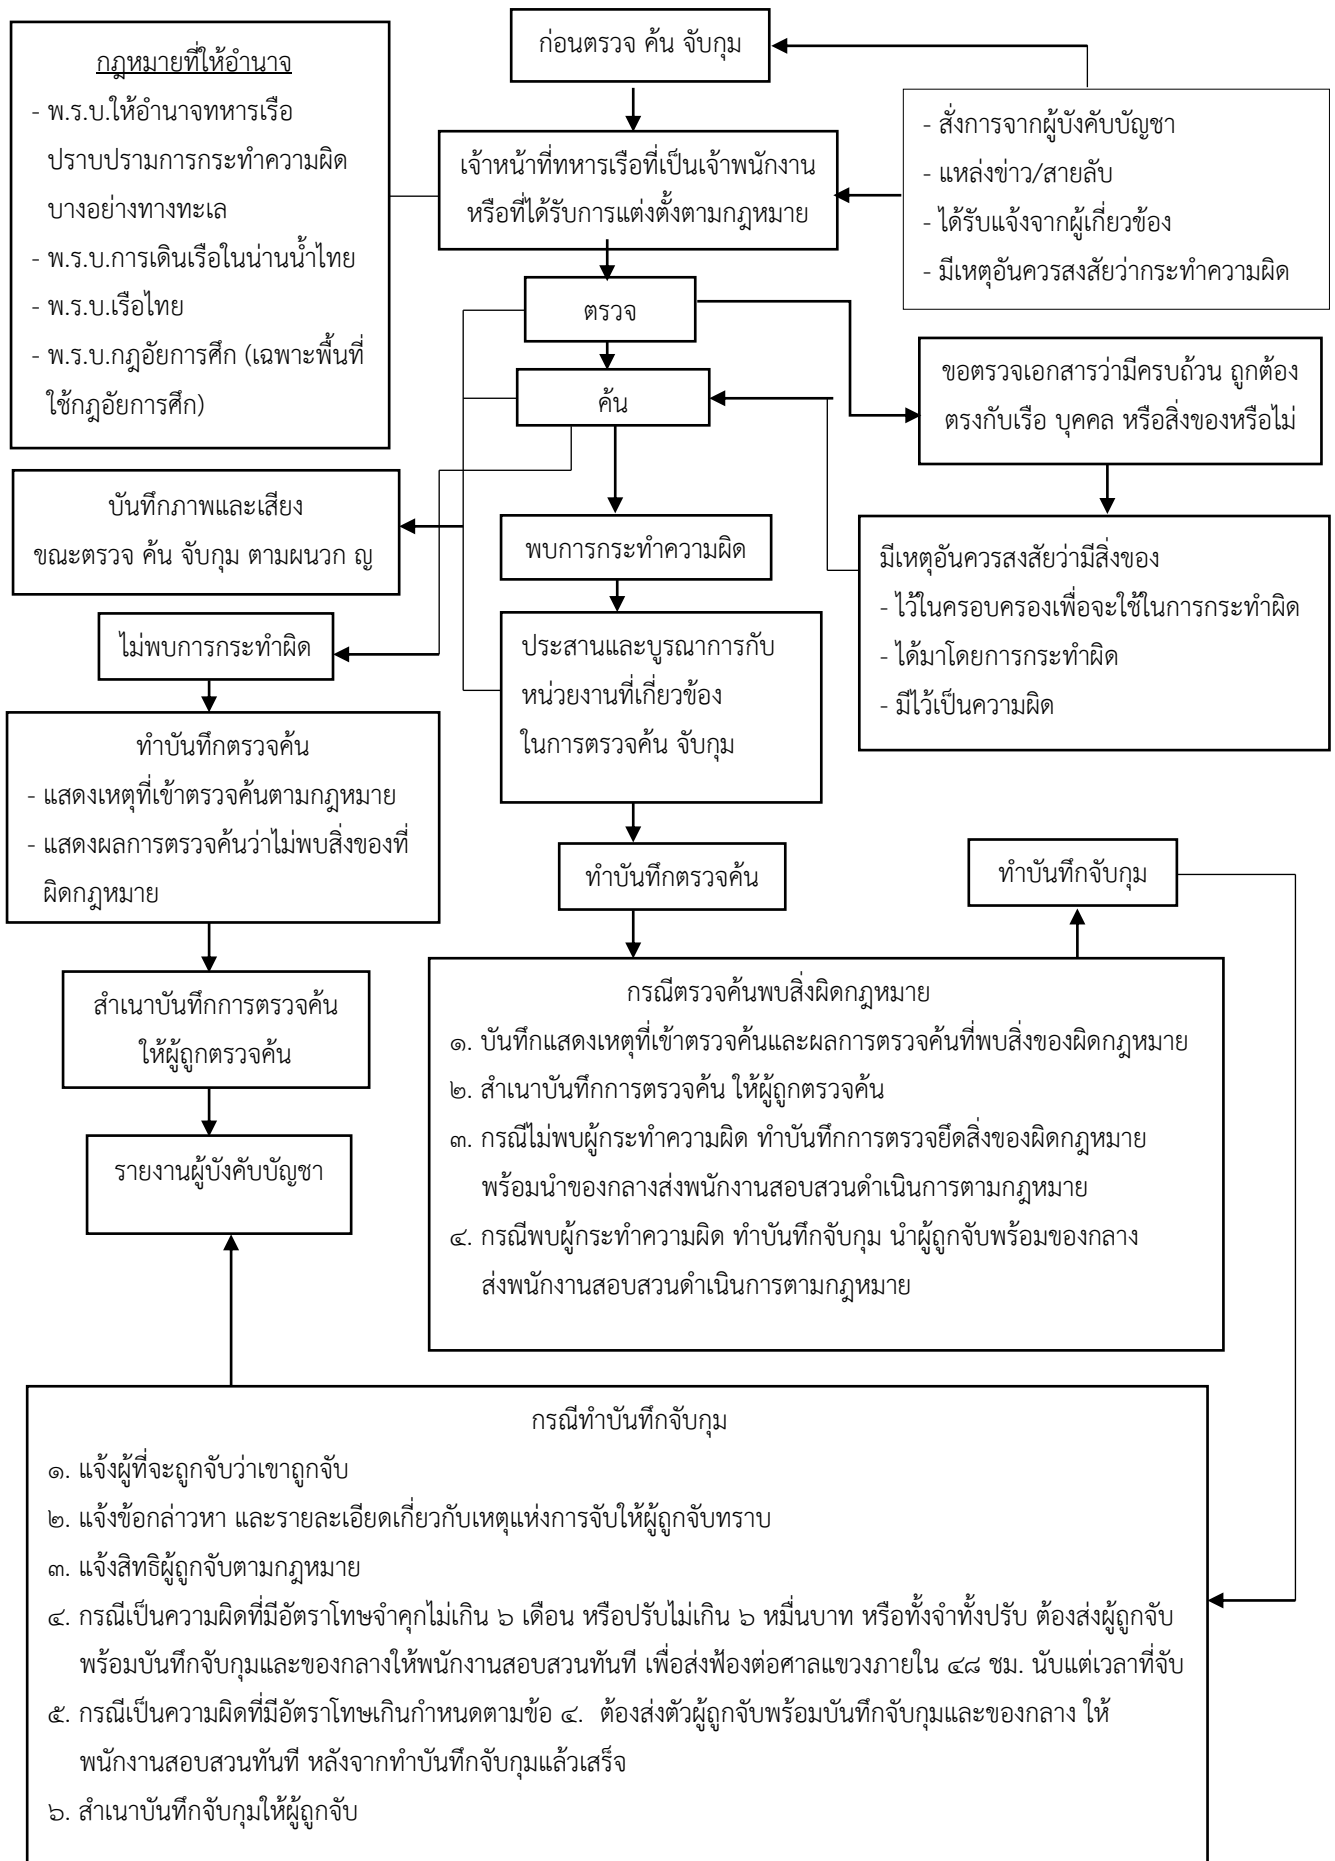 ก่อนตรวจ ค้น จับกุม
กฎหมายที่ให้อำนาจ
- พ.ร.บ.ให้อำนาจทหารเรือ
ปราบปรามการกระทำความผิด
บางอย่างทางทะเล
- พ.ร.บ.การเดินเรือในน่านน้ำไทย
- พ.ร.บ.เรือไทย
- พ.ร.บ.กฎอัยการศึก (เฉพาะพื้นที่
ใช้กฎอัยการศึก)
เจ้าหน้าที่ทหารเรือที่เป็นเจ้าพนักงาน
หรือที่ได้รับการแต่งตั้งตามกฎหมาย
- สั่งการจากผู้บังคับบัญชา
- แหล่งข่าว/สายลับ
- ได้รับแจ้งจากผู้เกี่ยวข้อง
- มีเหตุอันควรสงสัยว่ากระทำความผิด
ตรวจ
ค้น
ขอตรวจเอกสารว่ามีครบถ้วน ถูกต้อง
ตรงกับเรือ บุคคล หรือสิ่งของหรือไม่
บันทึกภาพและเสียง
ขณะตรวจ ค้น จับกุม ตามผนวก ญ
พบการกระทำความผิด
มีเหตุอันควรสงสัยว่ามีสิ่งของ
- ไว้ในครอบครองเพื่อจะใช้ในการกระทำผิด
- ได้มาโดยการกระทำผิด
- มีไว้เป็นความผิด
ไม่พบการกระทำผิด
ประสานและบูรณาการกับ
หน่วยงานที่เกี่ยวข้อง
ในการตรวจค้น จับกุม
ทำบันทึกตรวจค้น
- แสดงเหตุที่เข้าตรวจค้นตามกฎหมาย
- แสดงผลการตรวจค้นว่าไม่พบสิ่งของที่
ผิดกฎหมาย
ทำบันทึกตรวจค้น
ทำบันทึกจับกุม
สำเนาบันทึกการตรวจค้น
ให้ผู้ถูกตรวจค้น
รายงานผู้บังคับบัญชา
กรณีตรวจค้นพบสิ่งผิดกฎหมาย
๑. บันทึกแสดงเหตุที่เข้าตรวจค้นและผลการตรวจค้นที่พบสิ่งของผิดกฎหมาย
๒. สำเนาบันทึกการตรวจค้น ให้ผู้ถูกตรวจค้น
๓. กรณีไม่พบผู้กระทำความผิด ทำบันทึกการตรวจยึดสิ่งของผิดกฎหมาย
พร้อมนำของกลางส่งพนักงานสอบสวนดำเนินการตามกฎหมาย
๔. กรณีพบผู้กระทำความผิด ทำบันทึกจับกุม นำผู้ถูกจับพร้อมของกลาง
ส่งพนักงานสอบสวนดำเนินการตามกฎหมาย
กรณีทำบันทึกจับกุม
๑. แจ้งผู้ที่จะถูกจับว่าเขาถูกจับ
๒. แจ้งข้อกล่าวหา และรายละเอียดเกี่ยวกับเหตุแห่งการจับให้ผู้ถูกจับทราบ
๓. แจ้งสิทธิผู้ถูกจับตามกฎหมาย
๔. กรณีเป็นความผิดที่มีอัตราโทษจำคุกไม่เกิน ๖ เดือน หรือปรับไม่เกิน ๖ หมื่นบาท หรือทั้งจำทั้งปรับ ต้องส่งผู้ถูกจับ
พร้อมบันทึกจับกุมและของกลางให้พนักงานสอบสวนทันที เพื่อส่งฟ้องต่อศาลแขวงภายใน ๔๘ ชม. นับแต่เวลาที่จับ
๕. กรณีเป็นความผิดที่มีอัตราโทษเกินกำหนดตามข้อ ๔. ต้องส่งตัวผู้ถูกจับพร้อมบันทึกจับกุมและของกลาง ให้
พนักงานสอบสวนทันที หลังจากทำบันทึกจับกุมแล้วเสร็จ
๖. สำเนาบันทึกจับกุมให้ผู้ถูกจับ